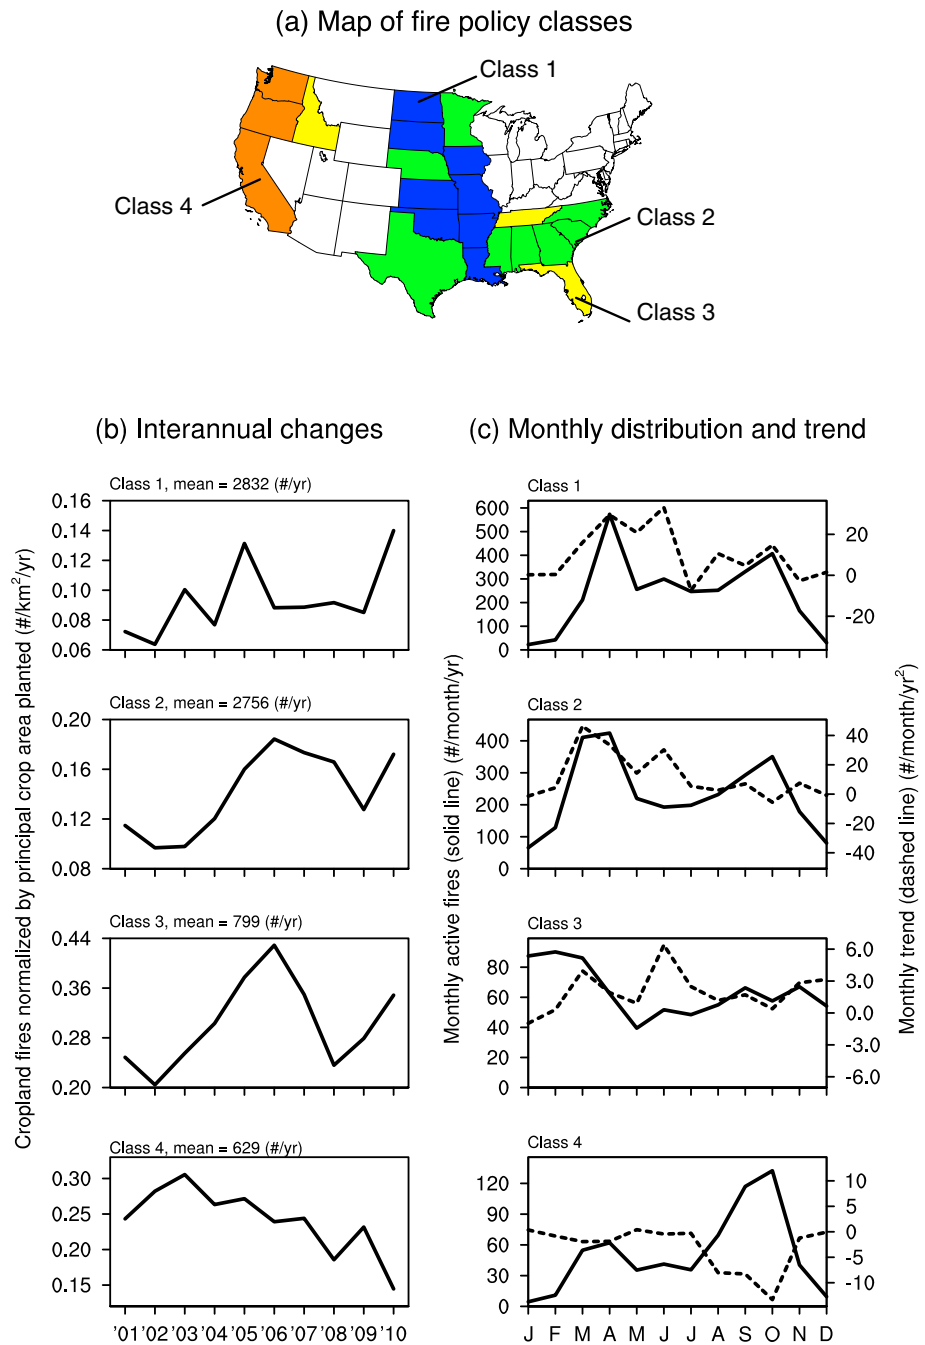 (a) Map of fire policy classes
Class 1
Class 4
Class 2
Class 3
(b) Interannual changes
(c) Monthly distribution and trend
Cropland fires normalized by principal crop area planted (#/km²/yr)
Class 1, mean = 2832 (#/yr)
0.16
0.14
0.12
0.10
0.08
0.06
Class 2, mean = 2756 (#/yr)
0.20
0.16
0.12
0.08
Class 3, mean = 799 (#/yr)
0.44
0.36
0.28
0.20
Class 4, mean = 629 (#/yr)
0.30
0.25
0.20
0.15
'01 '02 '03 '04 '05 '06 '07 '08 '09 '10
Monthly active fires (solid line) (#/month/yr)
Class 1
600
500
400
300
200
100
0
20
0
-20
Class 2
400
300
200
100
0
40
20
0
-20
-40
Class 3
80
60
40
20
0
6.0
3.0
0.0
-3.0
-6.0
Class 4
120
90
60
30
0
10
5
0
-5
-10
J F M A M J J A S O N D
Monthly trend (dashed line) (#/month/yr²)